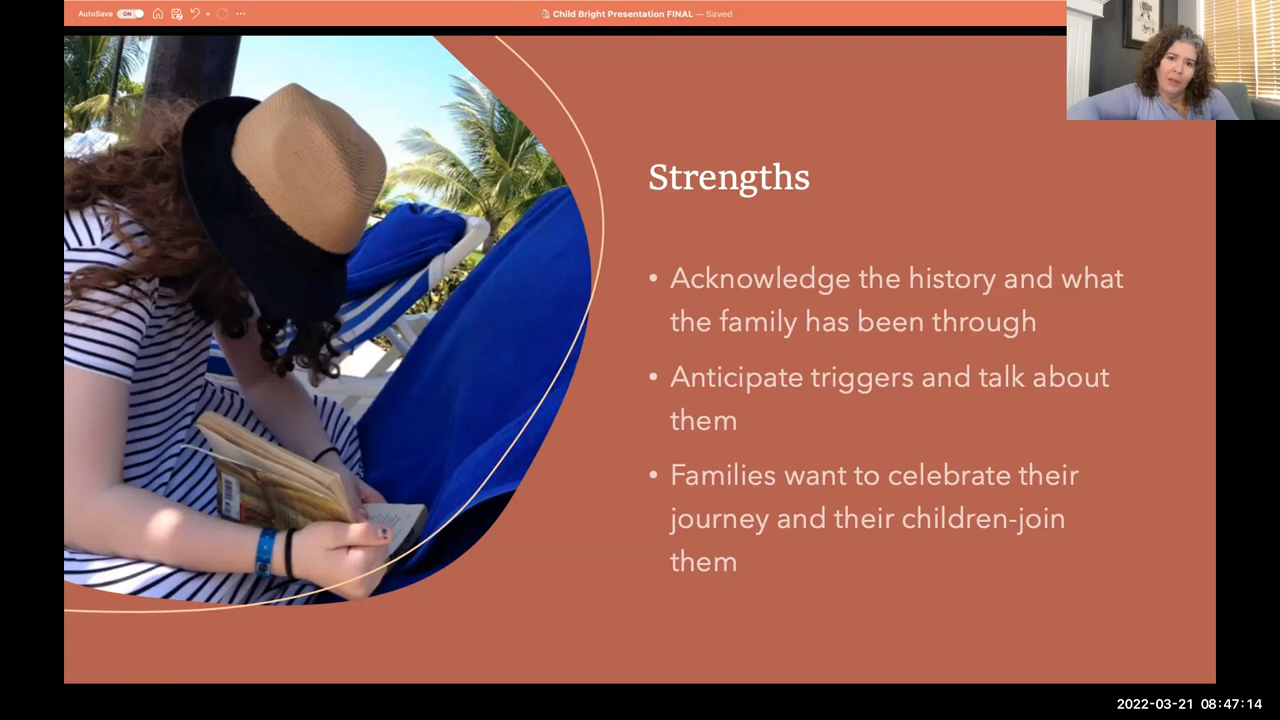 AutoSave ON
Child Bright Presentation FINAL — Saved
Strengths
• Acknowledge the history and what
the family has been through
• Anticipate triggers and talk about
them
• Families want to celebrate their
journey and their children-join
them
2022-03-21 08:47:14